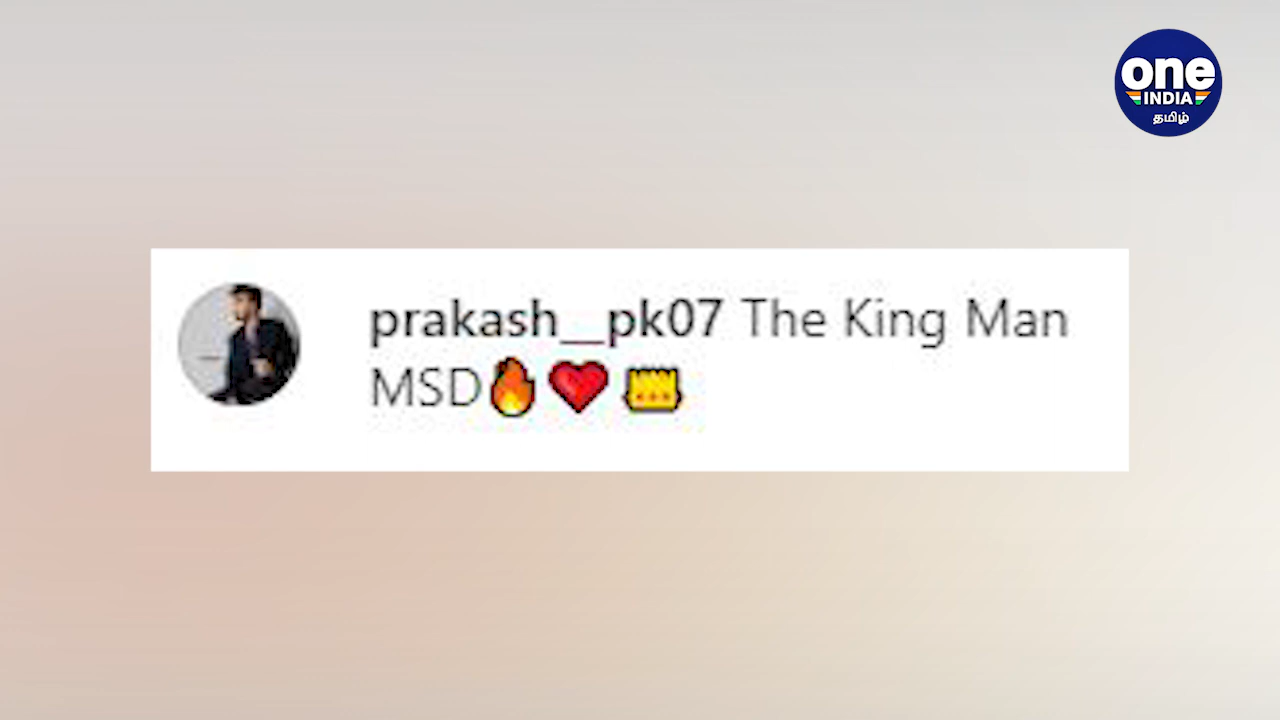 one
INDIA
தமிழ்
prakash__pk07 The King Man
MSD🔥❤️👑